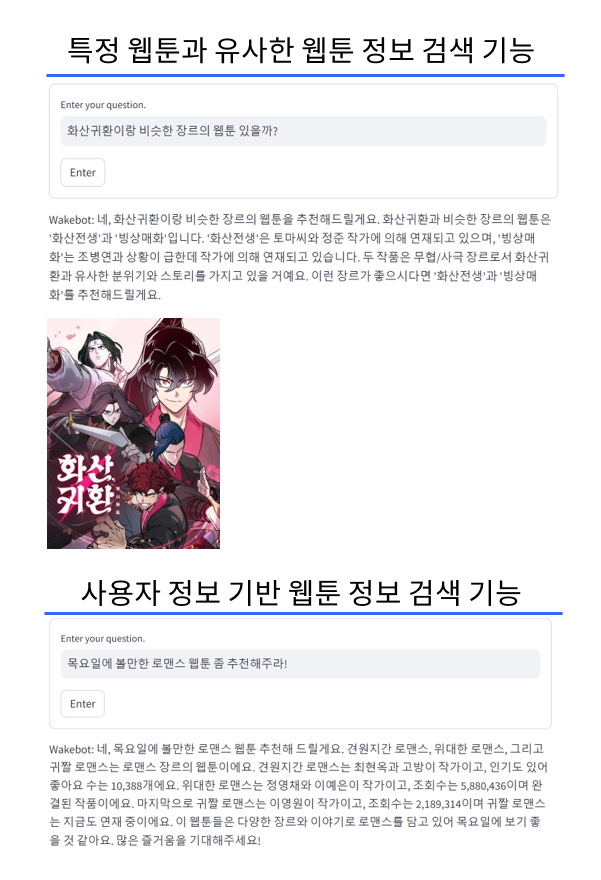 특정 웹툰과 유사한 웹툰 정보 검색 기능
Enter your question.
화산귀환이랑 비슷한 장르의 웹툰 있을까?
Enter
Wakebot: 네, 화산귀환이랑 비슷한 장르의 웹툰을 추천해드릴게요. 화산귀환과 비슷한 장르의 웹툰은
'화산전생'과 '빙상매화'입니다. '화산전생'은 토마씨와 정준 작가에 의해 연재되고 있으며, '빙상매
화'는 조병연과 상황이 급한데 작가에 의해 연재되고 있습니다. 두 작품은 무협/사극 장르로서 화산귀
환과 유사한 분위기와 스토리를 가지고 있을 거예요. 이런 장르가 좋으시다면 '화산전생'과 '빙상매
화'를 추천해드릴게요.
화산
귀환
사용자 정보 기반 웹툰 정보 검색 기능
Enter your question.
목요일에 볼만한 로맨스 웹툰 좀 추천해주라!
Enter
Wakebot: 네, 목요일에 볼만한 로맨스 웹툰 추천해 드릴게요. 견원지간 로맨스, 위대한 로맨스, 그리고
귀짤 로맨스는 로맨스 장르의 웹툰이에요. 견원지간 로맨스는 최현옥과 고방이 작가이고, 인기도 있어
좋아요 수는 10,388개에요. 위대한 로맨스는 정영채와 이예은이 작가이고, 조회수는 5,880,436이며 완
결된 작품이에요. 마지막으로 귀짤 로맨스는 이영원이 작가이고, 조회수는 2,189,314이며 귀짤 로맨스
는 지금도 연재 중이에요. 이 웹툰들은 다양한 장르와 이야기로 로맨스를 담고 있어 목요일에 보기 좋
을 것 같아요. 많은 즐거움을 기대해주세요!